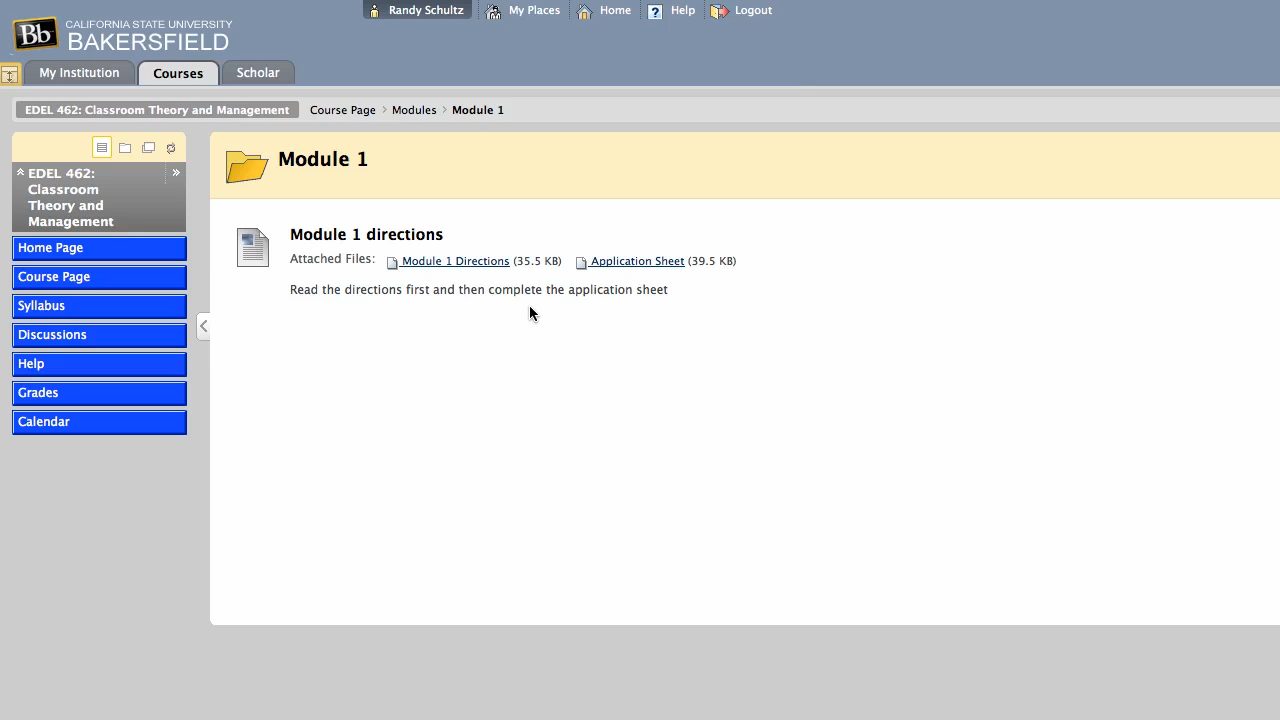 Randy Schultz My Places Home ? Help Logout
Bb CALIFORNIA STATE UNIVERSITY
BAKERSFIELD
My Institution Courses Scholar
EDEL 462: Classroom Theory and Management Course Page > Modules > Module 1
Module 1
EDEL 462:
Classroom
Theory and
Management
Home Page
Course Page
Syllabus
Discussions
Help
Grades
Calendar
Module 1 directions
Attached Files: Module 1 Directions (35.5 KB) Application Sheet (39.5 KB)
Read the directions first and then complete the application sheet